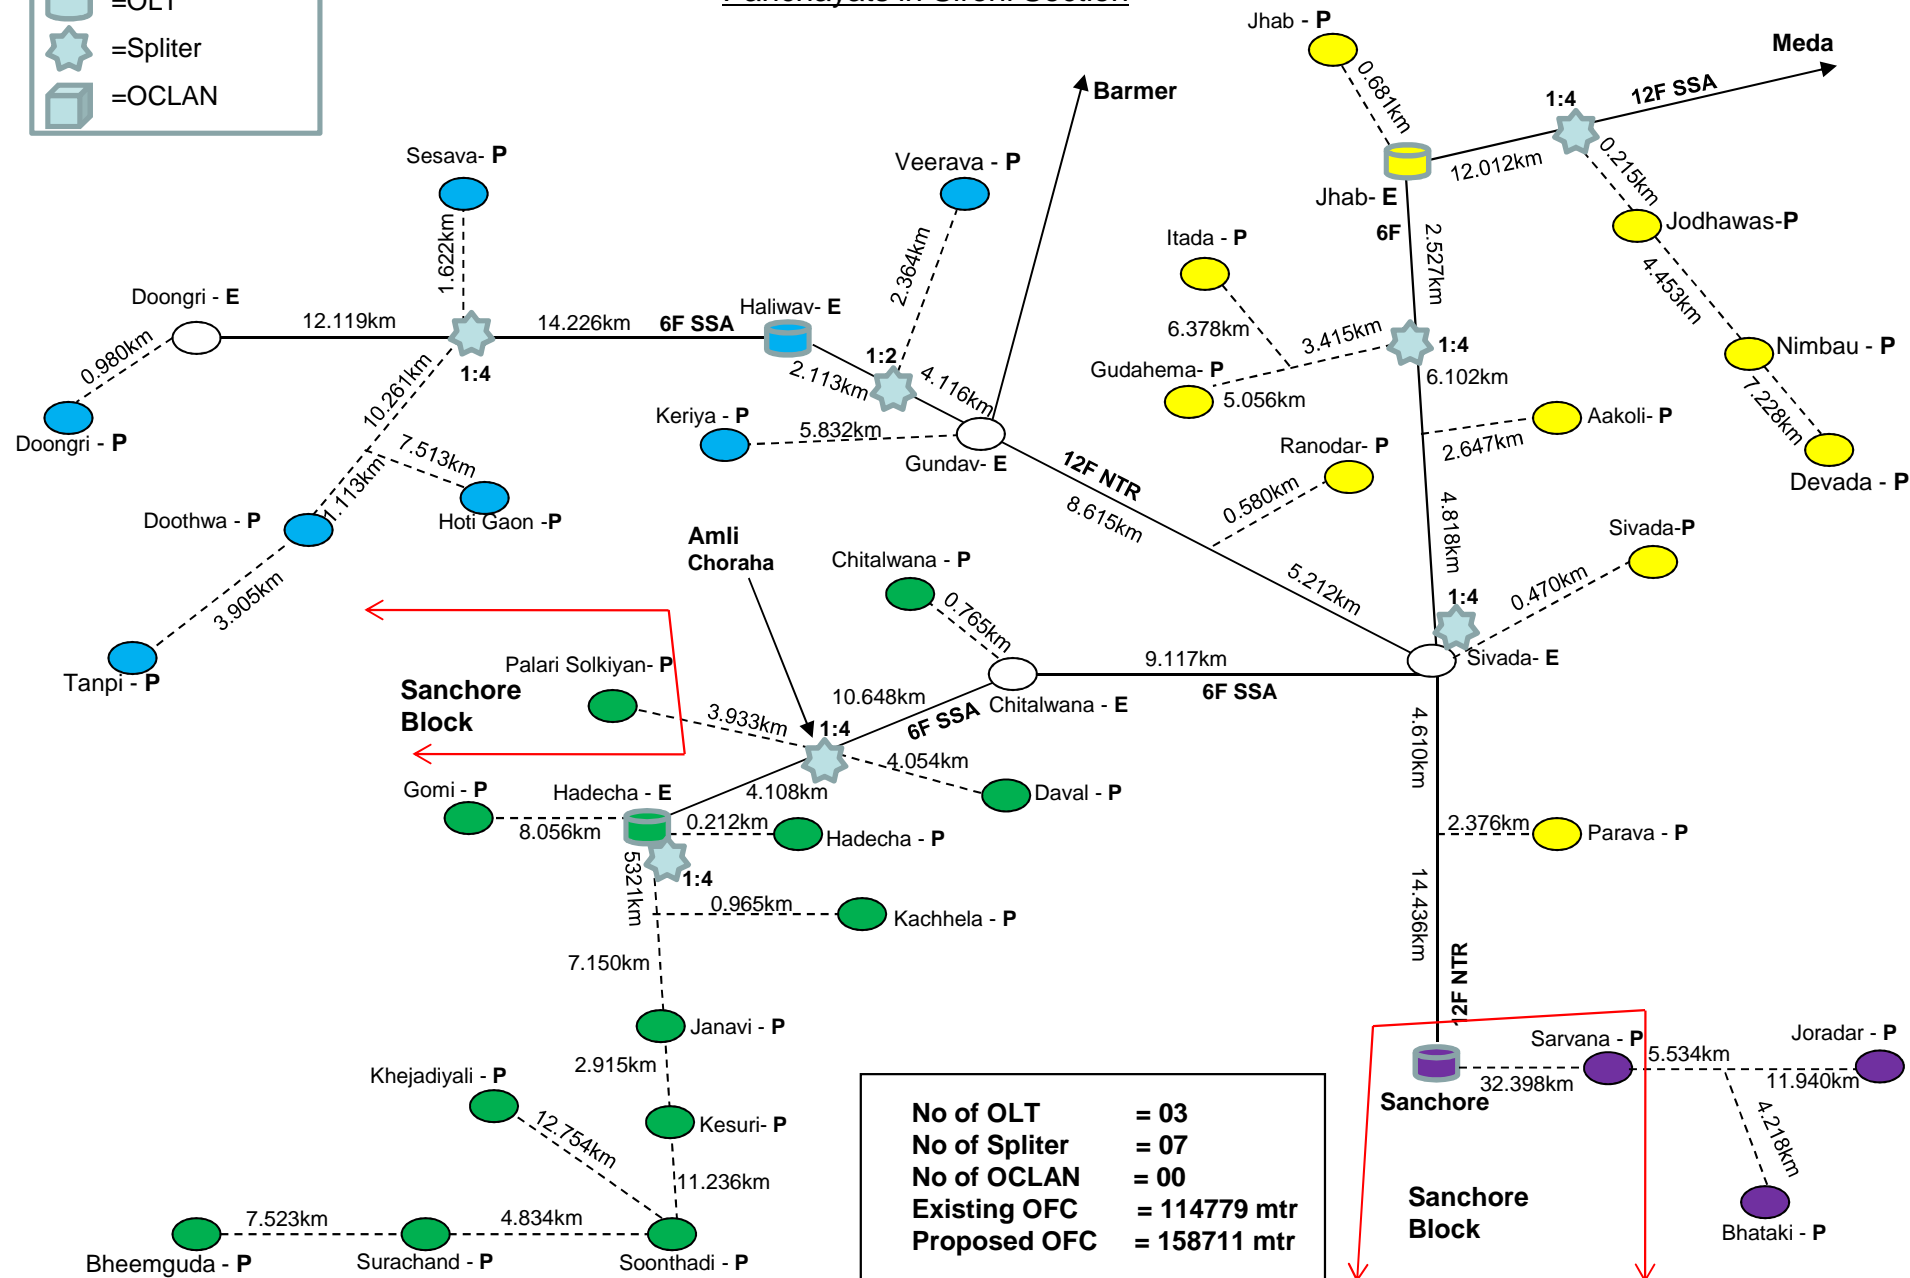 =OLT
Panchayats in Sirohi Section
=Spliter
=OCLAN
Jhab - P
Meda
Barmer
0.681km
1:4
12F SSA
12.012km
0.215km
Jhab- E
6F
Jodhawas-P
Sesava- P
Veerava - P
1.622km
2.364km
Itada - P
2.527km
4.453km
Doongri - E
12.119km
14.226km
6F SSA
Haliwav- E
0.980km
1:4
10.261km
1:2
2.113km
4.116km
6.378km
3.415km
1:4
Nimbau - P
Gudahema- P
5.056km
6.102km
7.228km
Doongri - P
Keriya - P
5.832km
Gundav- E
Aakoli- P
2.647km
Ranodar- P
7.513km
12F NTR
0.580km
Devada - P
1.113km
Doothwa - P
Hoti Gaon -P
8.615km
4.818km
Sivada-P
Amli
Choraha
Chitalwana - P
5.212km
0.470km
3.905km
0.765km
1:4
Tanpi - P
Palari Solkiyan- P
9.117km
Sivada- E
Sanchore
Block
3.933km
10.648km
6F SSA
Chitalwana - E
6F SSA
1:4
4.054km
4.610km
Gomi - P
Hadecha - E
4.108km
Daval - P
8.056km
0.212km
Hadecha - P
2.376km
Parava - P
5321km
1:4
0.965km
Kachhela - P
14.436km
7.150km
12F NTR
Janavi - P
Sarvana - P
Joradar - P
2.915km
5.534km
Khejadiyali - P
32.398km
11.940km
Sanchore
12.754km
Kesuri- P
4.218km
No of OLT = 03
No of Spliter = 07
No of OCLAN = 00
Existing OFC = 114779 mtr
Proposed OFC = 158711 mtr
11.236km
Sanchore
Block
7.523km
4.834km
Bhataki - P
Bheemguda - P
Surachand - P
Soonthadi - P